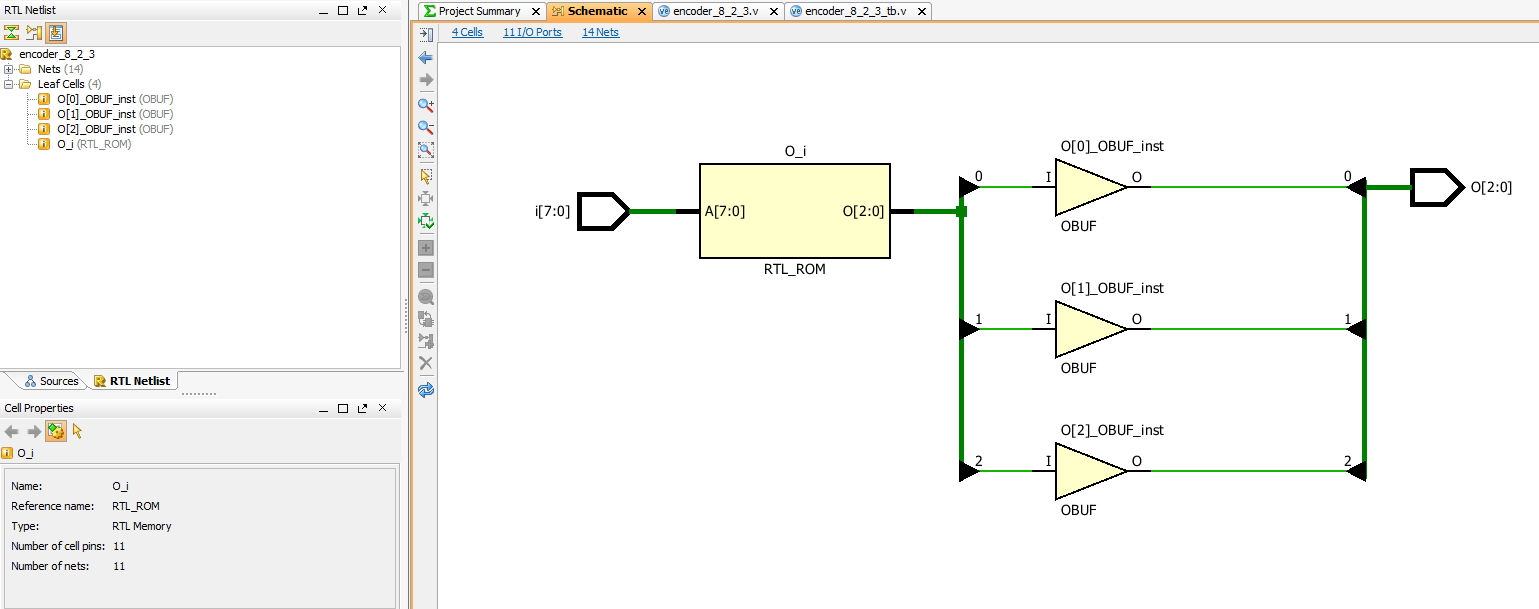 RTL Netlist
encoder_8_2_3
Nets (14)
Leaf Cells (4)
O[0]_OBUF_inst (OBUF)
O[1]_OBUF_inst (OBUF)
O[2]_OBUF_inst (OBUF)
O_i (RTL_ROM)
Sources
RTL Netlist
Cell Properties
O_i
Name: O_i
Reference name: RTL_ROM
Type: RTL Memory
Number of cell pins: 11
Number of nets: 11
Project Summary
Schematic
encoder_8_2_3.v
encoder_8_2_3_tb.v
4 Cells
11 I/O Ports
14 Nets
i[7:0]
O_i
A[7:0]
O[2:0]
RTL_ROM
O[0]_OBUF_inst
0
I
O
OBUF
0
O[2:0]
O[1]_OBUF_inst
1
I
O
OBUF
1
O[2]_OBUF_inst
2
I
O
OBUF
2